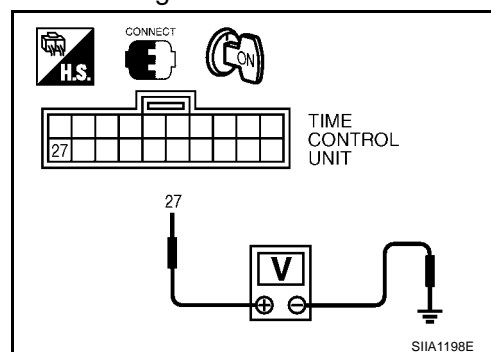 CONNECT
H.S.
ON
TIME
CONTROL
UNIT
27
27
V
+ −
SIIA1198E